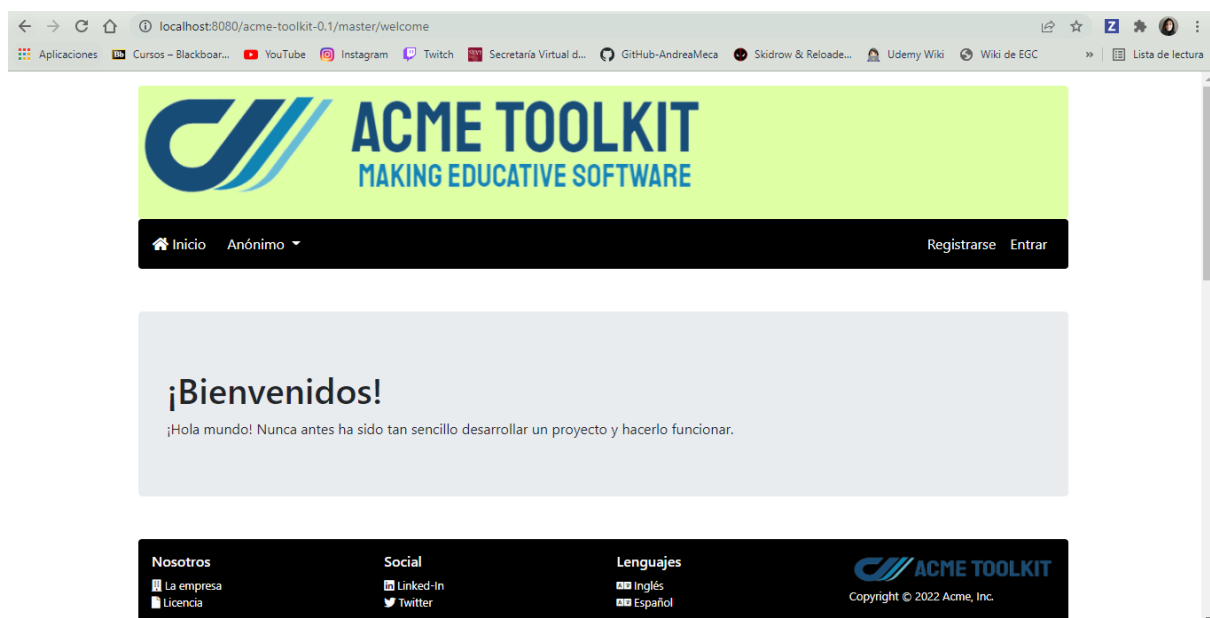 localhost:8080/acme-toolkit-0.1/master/welcome
Aplicaciones Bb Cursos – Blackboar... YouTube Instagram Twitch Secretaría Virtual d... GitHub-AndreaMeca Skidrow & Reloade... Udemy Wiki Wiki de EGC » Lista de lectura
ACME TOOLKIT
MAKING EDUCATIVE SOFTWARE
Inicio Anónimo Registrarse Entrar
¡Bienvenidos!
¡Hola mundo! Nunca antes ha sido tan sencillo desarrollar un proyecto y hacerlo funcionar.
Nosotros Social Lenguajes ACME TOOLKIT
La empresa Linked-In Inglés Copyright © 2022 Acme, Inc.
Licencia Twitter Español